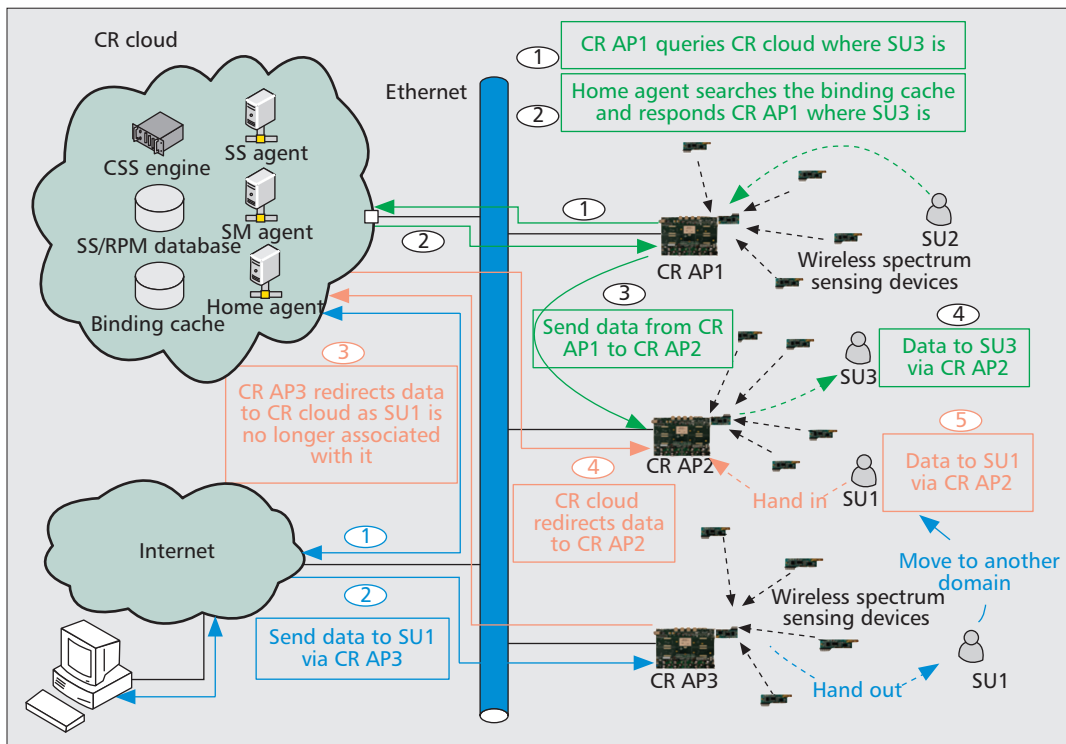 CR cloud
CSS engine
SS agent
SS/RPM database
SM agent
Binding cache
Home agent
Ethernet
1
CR AP1 queries CR cloud where SU3 is
2
Home agent searches the binding cache
and responds CR AP1 where SU3 is
1
2
CR AP1
SU2
Wireless spectrum
sensing devices
3
Send data from CR
AP1 to CR AP2
4
Data to SU3
via CR AP2
SU3
CR AP2
3
CR AP3 redirects data
to CR cloud as SU1 is
no longer associated
with it
4
CR cloud
redirects data
to CR AP2
Hand in
SU1
5
Data to SU1
via CR AP2
Move to another
domain
Internet
1
2
Send data to SU1
via CR AP3
Wireless spectrum
sensing devices
CR AP3
Hand out
SU1